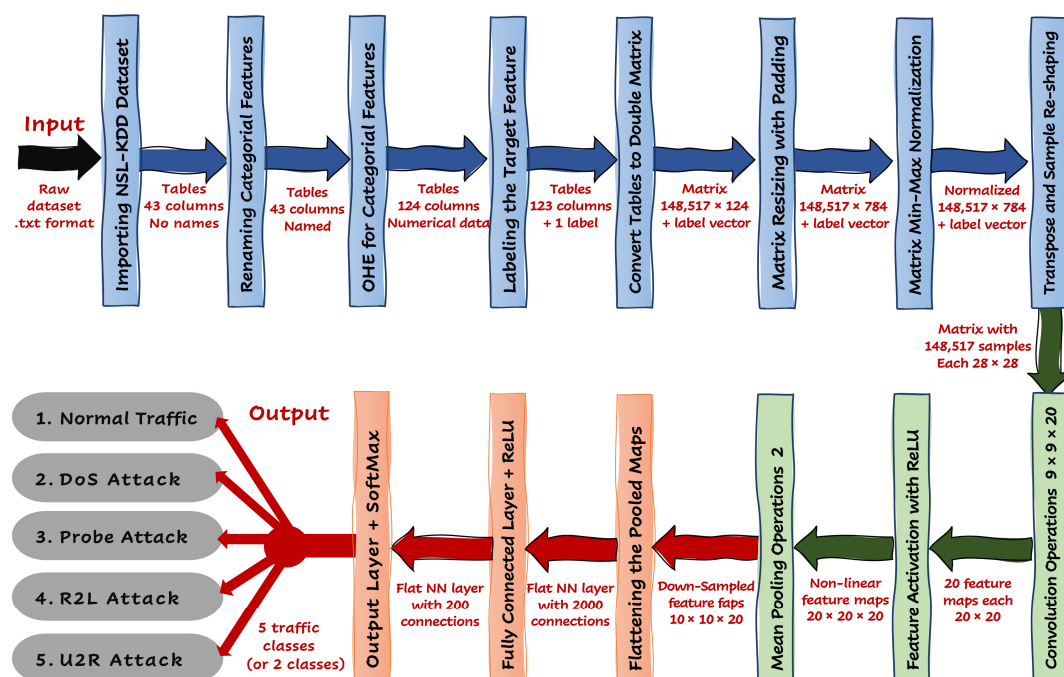 Input
Raw
dataset
.txt format
Importing NSL-KDD Dataset
Tables
43 columns
No names
Renaming Categorial Features
Tables
43 columns
Named
OHE for Categorial Features
Tables
124 columns
Numerical data
Labeling the Target Feature
Tables
123 columns
+ 1 label
Convert Tables to Double Matrix
Matrix
148,517 × 124
+ label vector
Matrix Resizing with Padding
Matrix
148,517 × 784
+ label vector
Matrix Min-Max Normalization
Normalized
148,517 × 784
+ label vector
Transpose and Sample Re-shaping
Matrix with
148,517 samples
Each 28 × 28
Convolution Operations 9 × 9 × 20
20 feature
maps each
20 × 20
Feature Activation with ReLU
Non-linear
feature maps
20 × 20 × 20
Mean Pooling Operations 2
Down-Sampled
feature faps
10 × 10 × 20
Flattening the Pooled Maps
Flat NN layer
with 2000
connections
Fully Connected Layer + ReLU
Flat NN layer
with 200
connections
Output Layer + SoftMax
Output
5 traffic
classes
(or 2 classes)
1. Normal Traffic
2. DoS Attack
3. Probe Attack
4. R2L Attack
5. U2R Attack